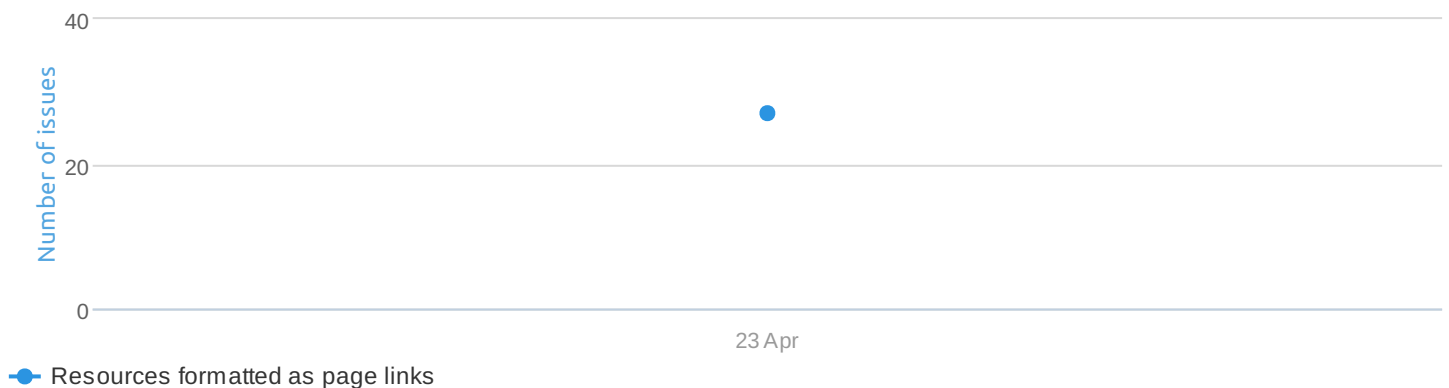 40
Number of issues
20
0
23 Apr
Resources formatted as page links